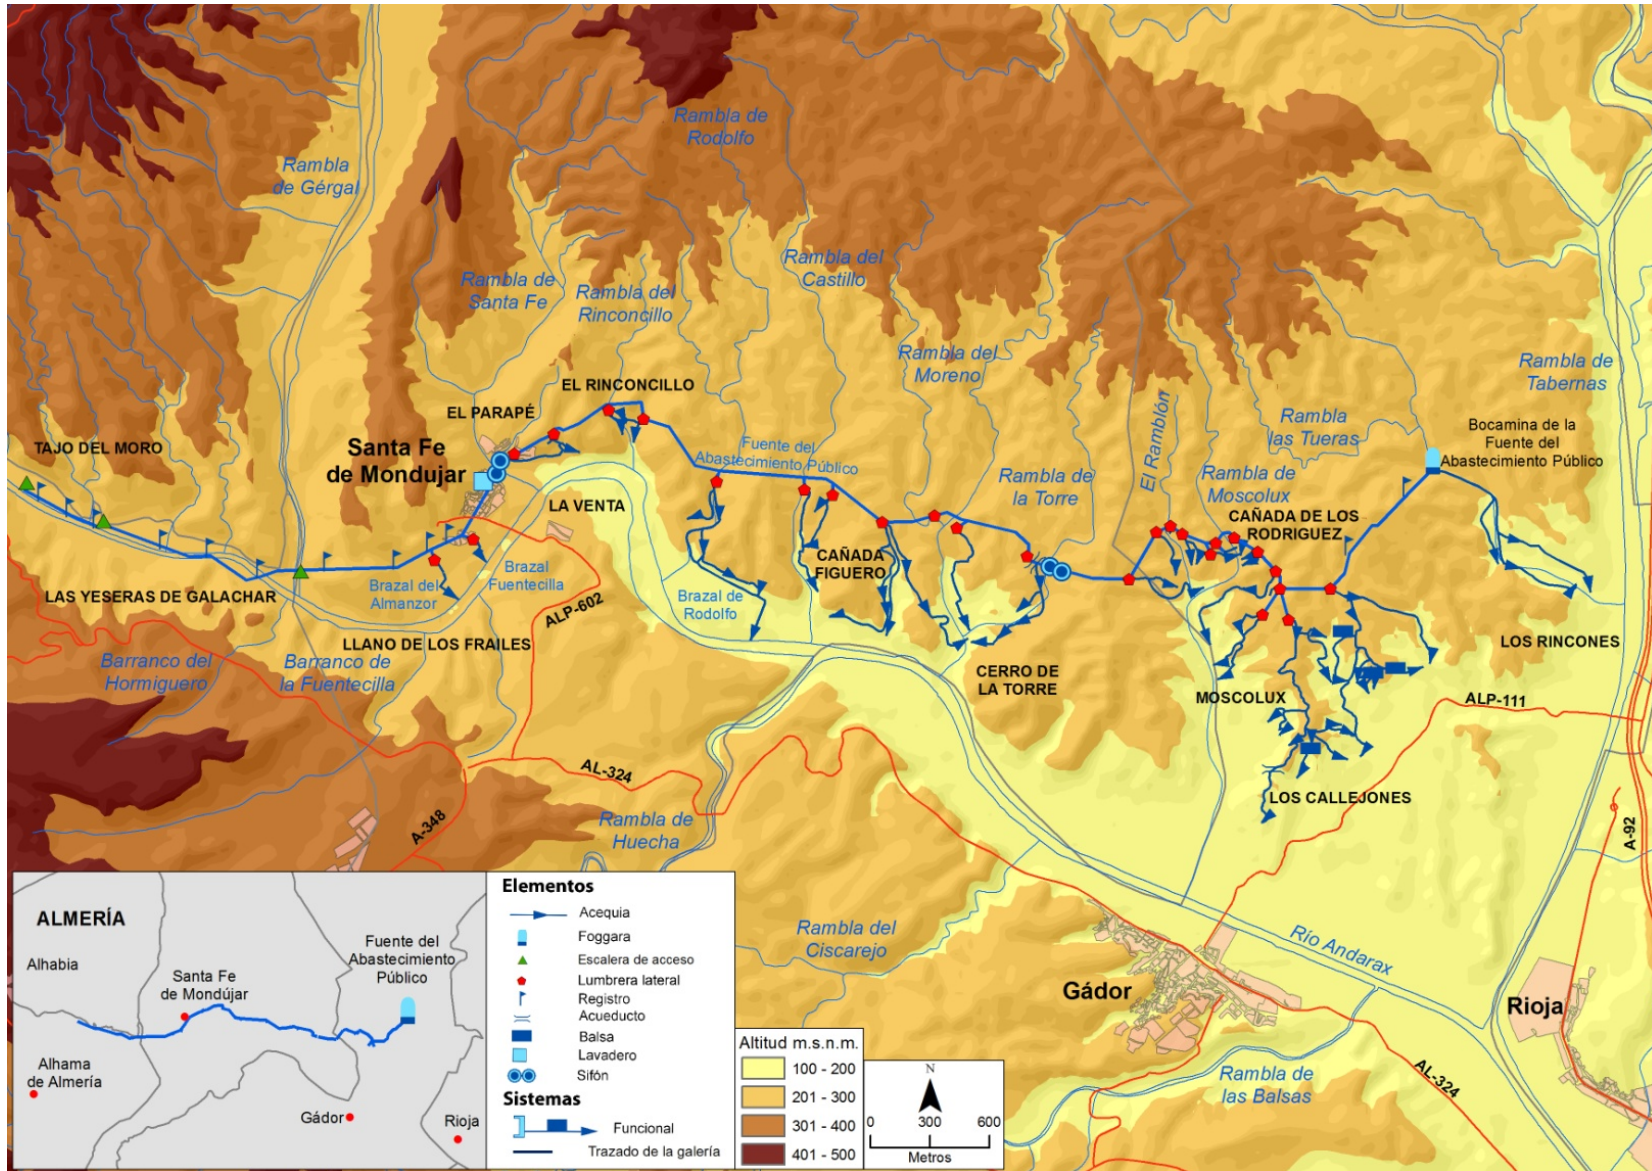 Rambla de
Rodolfo
Rambla
de Gérgal
Rambla del
Castillo
Rambla de
Santa Fe
Rambla del
Rinconcillo
Rambla del
Moreno
Rambla de
Tabernas
EL RINCONCILLO
EL PARAPÉ
Rambla
las Tueras
El Ramblón
Bocamina de la
Fuente del
Abastecimiento Público
TAJO DEL MORO
Santa Fe
de Mondujar
Fuente del
Abastecimiento Público
Rambla de
la Torre
Rambla de
Moscolux
LA VENTA
CAÑADA DE LOS
RODRIGUEZ
CAÑADA
FIGUERO
Brazal
Fuentecilla
Brazal del
Almanzor
LAS YESERAS DE GALACHAR
Brazal de
Rodolfo
ALP-602
LLANO DE LOS FRAILES
LOS RINCONES
Barranco del
Hormiguero
Barranco de
la Fuentecilla
CERRO DE
LA TORRE
MOSCOLUX
ALP-111
AL-324
LOS CALLEJONES
A-348
Rambla de
Huecha
A-92
Rambla del
Ciscarejo
Río Andarax
Gádor
Rioja
Rambla de
las Balsas
AL-324
ALMERÍA
Alhabia
Santa Fe
de Mondújar
Fuente del
Abastecimiento
Público
Alhama
de Almería
Gádor
Rioja
Elementos
Acequia
Foggara
Escalera de acceso
Lumbrera lateral
Registro
Acueducto
Balsa
Lavadero
Sifón
Sistemas
Funcional
Trazado de la galería
Altitud m.s.n.m.
100 - 200
201 - 300
301 - 400
401 - 500
N
0 300 600
Metros